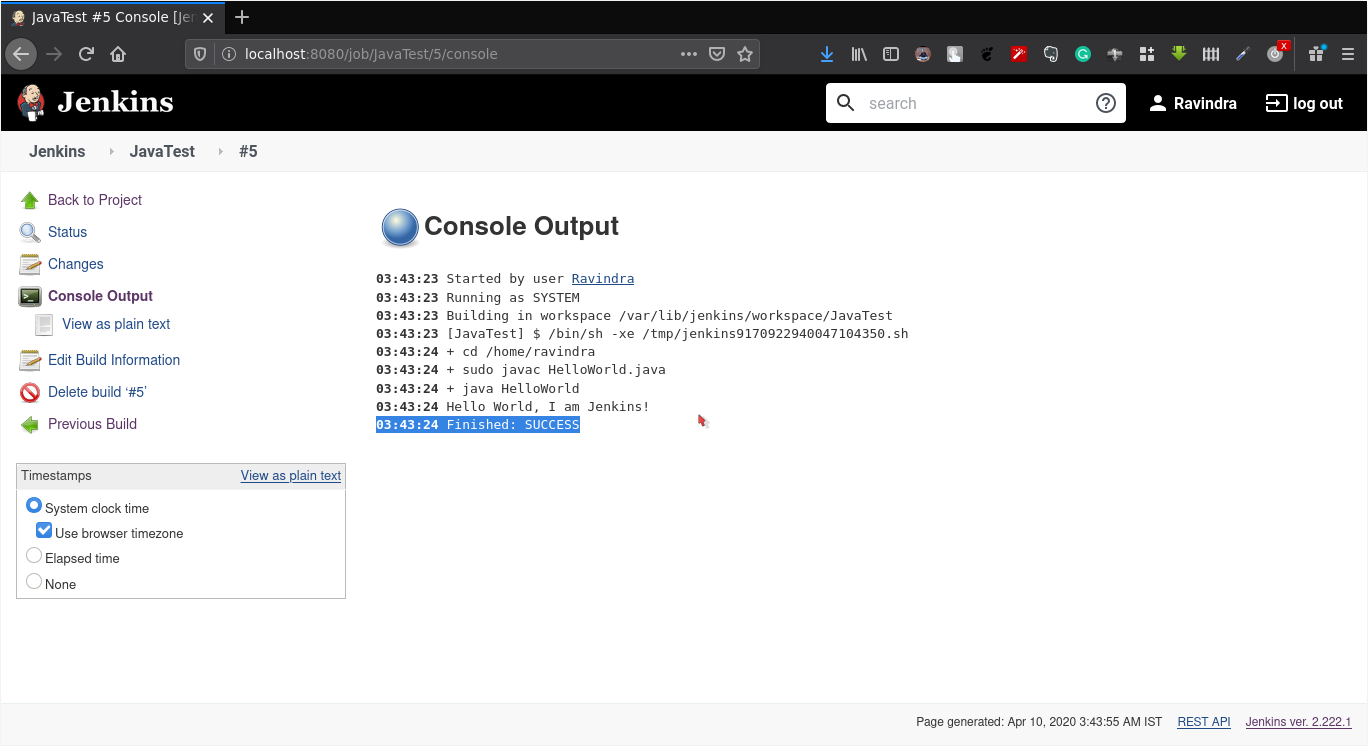 JavaTest #5 Console [Jen
localhost:8080/job/JavaTest/5/console
x
Jenkins
search
Ravindra
log out
Jenkins
JavaTest
#5
Back to Project
Status
Changes
Console Output
View as plain text
Edit Build Information
Delete build ‘#5’
Previous Build
Timestamps
View as plain text
System clock time
Use browser timezone
Elapsed time
None
Console Output
03:43:23 Started by user Ravindra
03:43:23 Running as SYSTEM
03:43:23 Building in workspace /var/lib/jenkins/workspace/JavaTest
03:43:23 [JavaTest] $ /bin/sh -xe /tmp/jenkins9170922940047104350.sh
03:43:24 + cd /home/ravindra
03:43:24 + sudo javac HelloWorld.java
03:43:24 + java HelloWorld
03:43:24 Hello World, I am Jenkins!
03:43:24 Finished: SUCCESS
Page generated: Apr 10, 2020 3:43:55 AM IST
REST API
Jenkins ver. 2.222.1